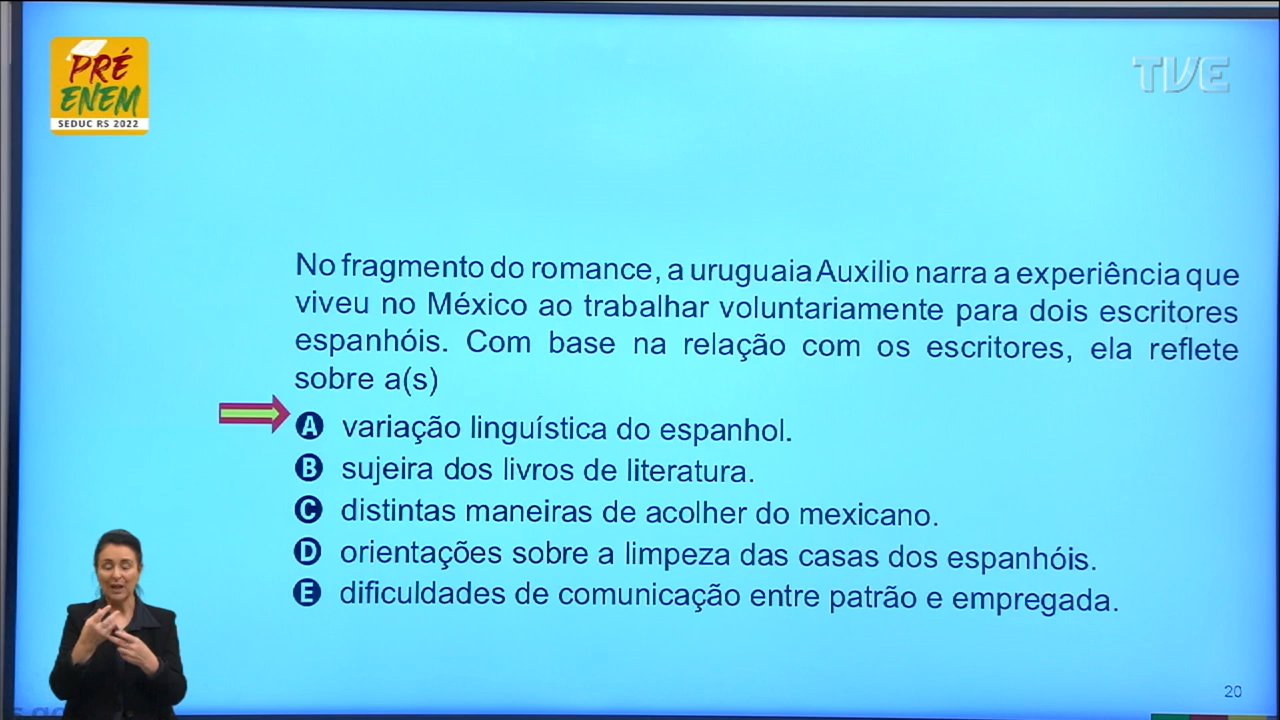 PRÉ
ENEM
SEDUC RS 2022
TVE
No fragmento do romance, a uruguaia Auxilio narra a experiência que
viveu no México ao trabalhar voluntariamente para dois escritores
espanhóis. Com base na relação com os escritores, ela reflete
sobre a(s)
A variação linguística do espanhol.
B sujeira dos livros de literatura.
C distintas maneiras de acolher do mexicano.
D orientações sobre a limpeza das casas dos espanhóis.
E dificuldades de comunicação entre patrão e empregada.
20